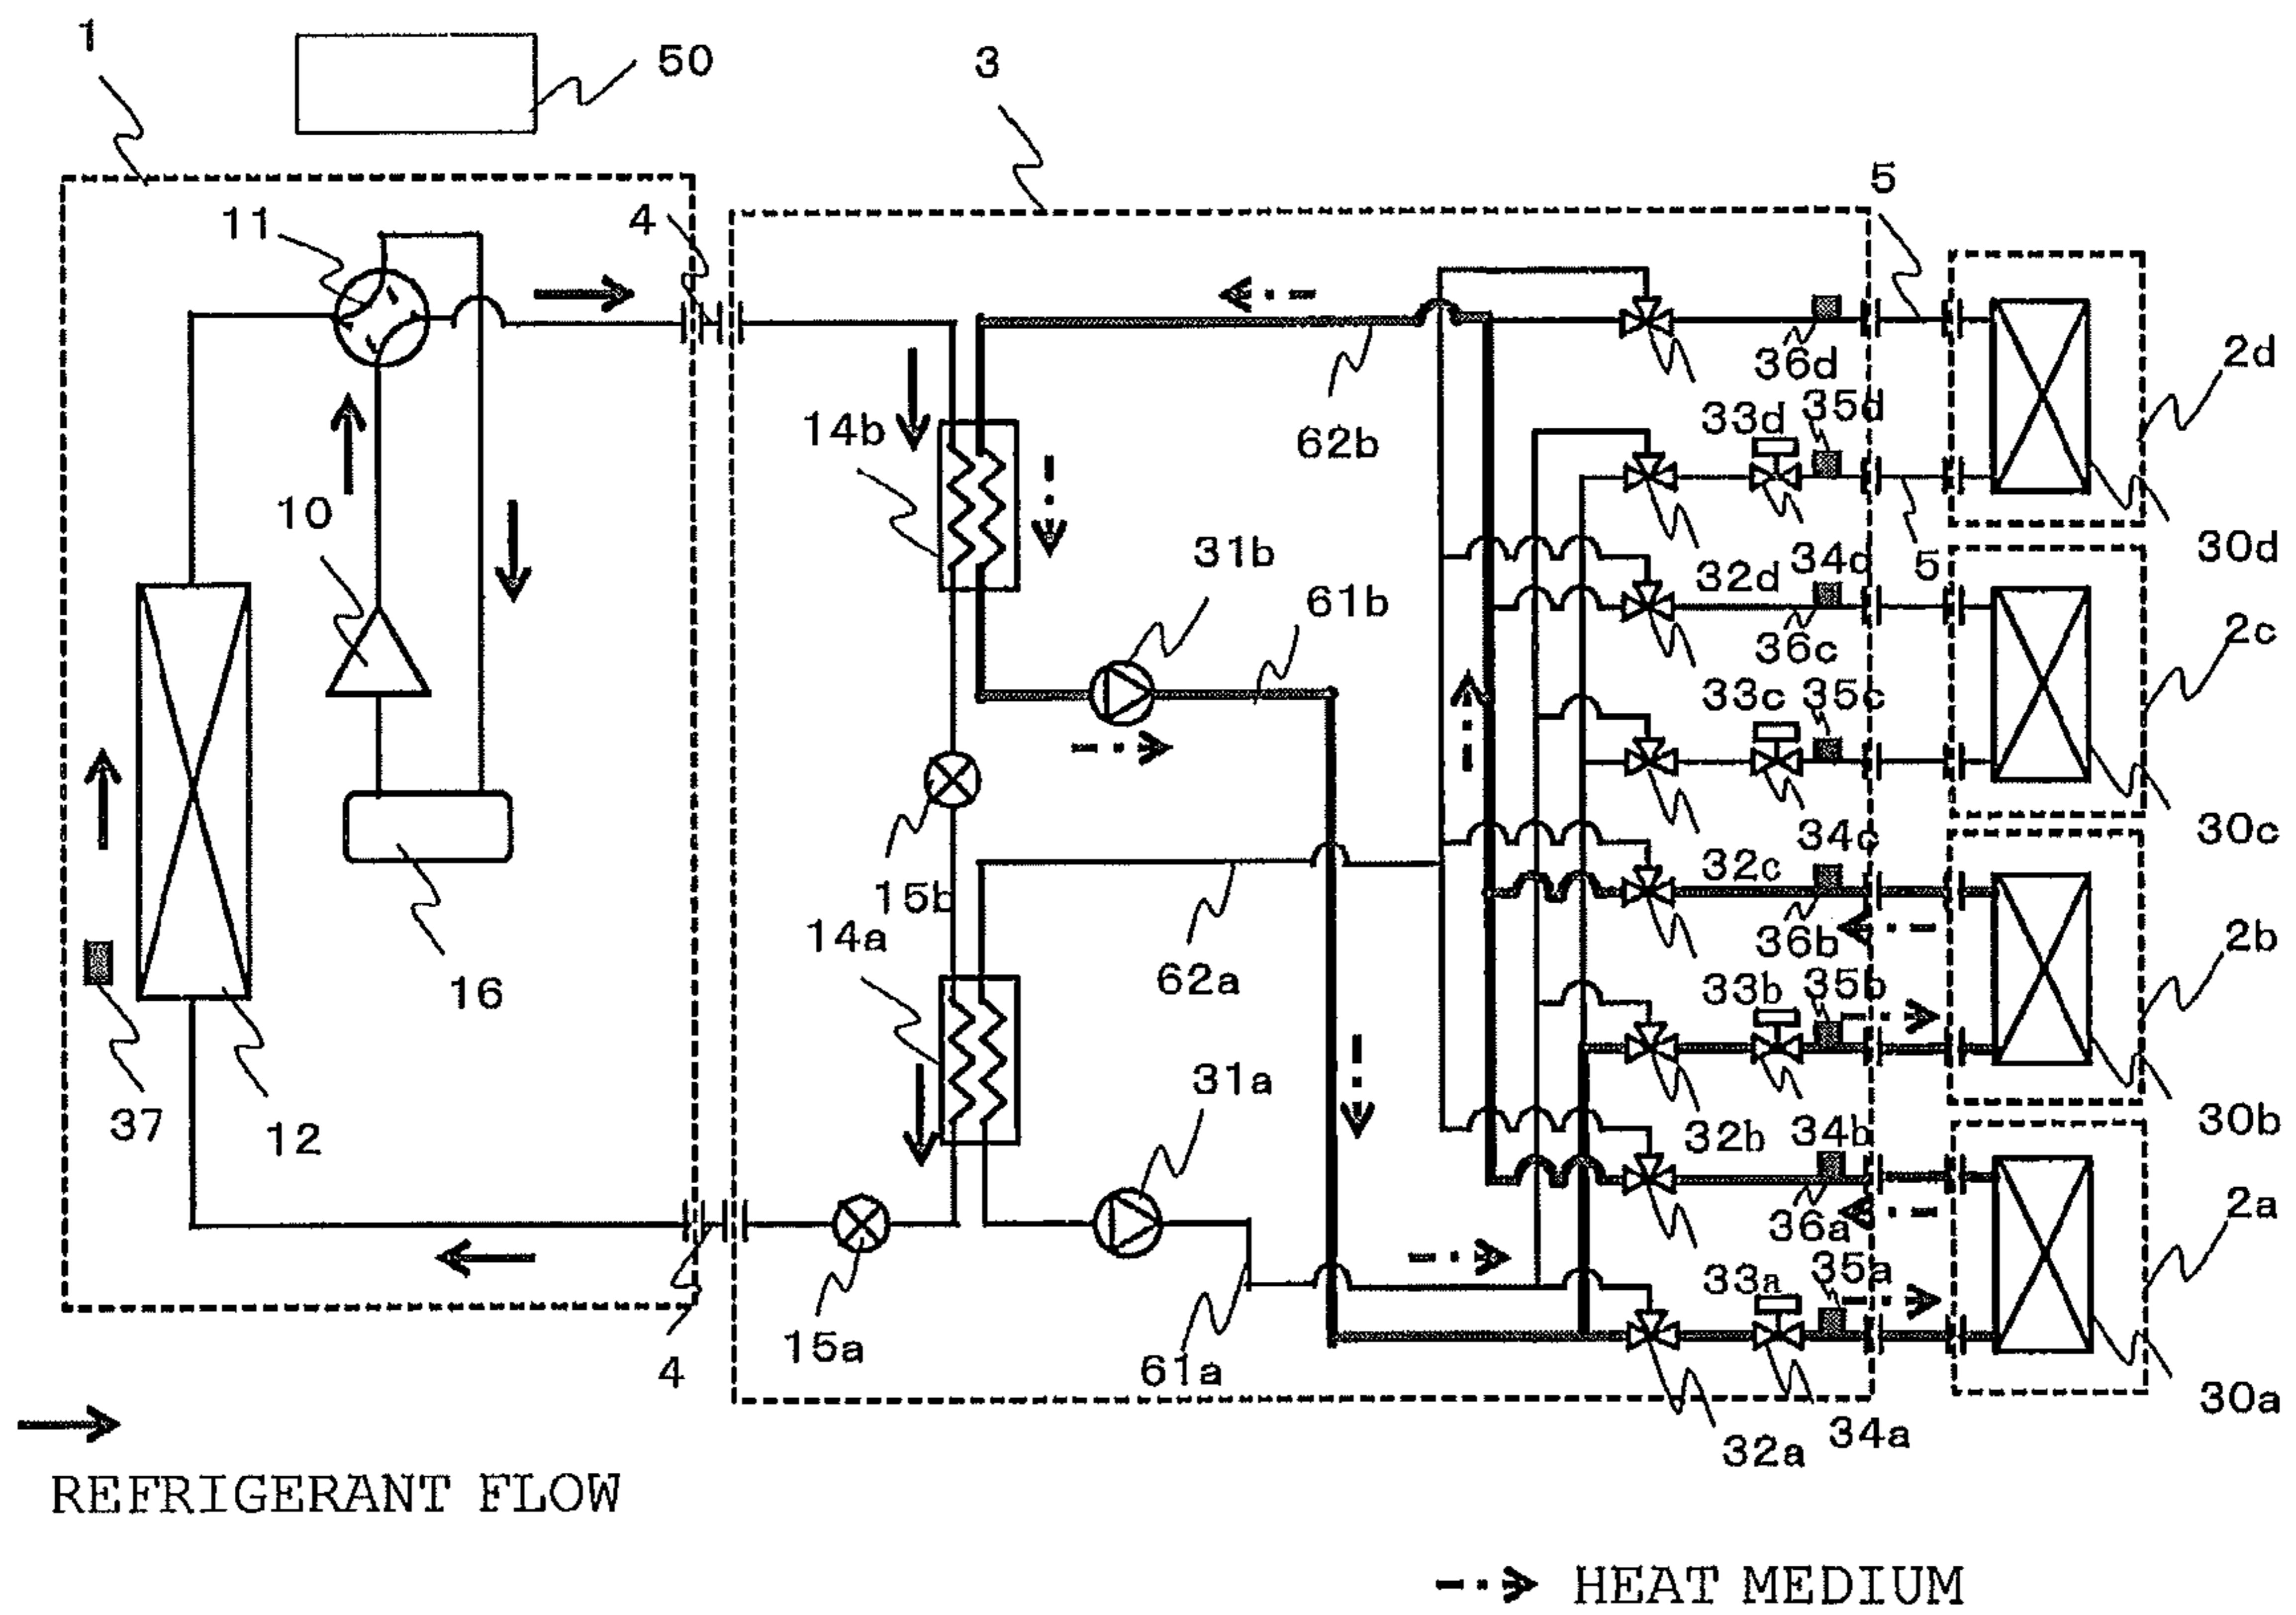 1
50
3
5
11
4
2d
36d
14b
62b
33d 35d
10
31b
30d
32d 34d 5
61b
36c
2c
33c 35c
30c
34c
15b
32c
14a
36b
2b
62a
16
33b 35b
31a
30b
37
12
32b 34b
36a
2a
33a 35a
15a
4
61a
30a
34a
32a
REFRIGERANT FLOW
HEAT MEDIUM